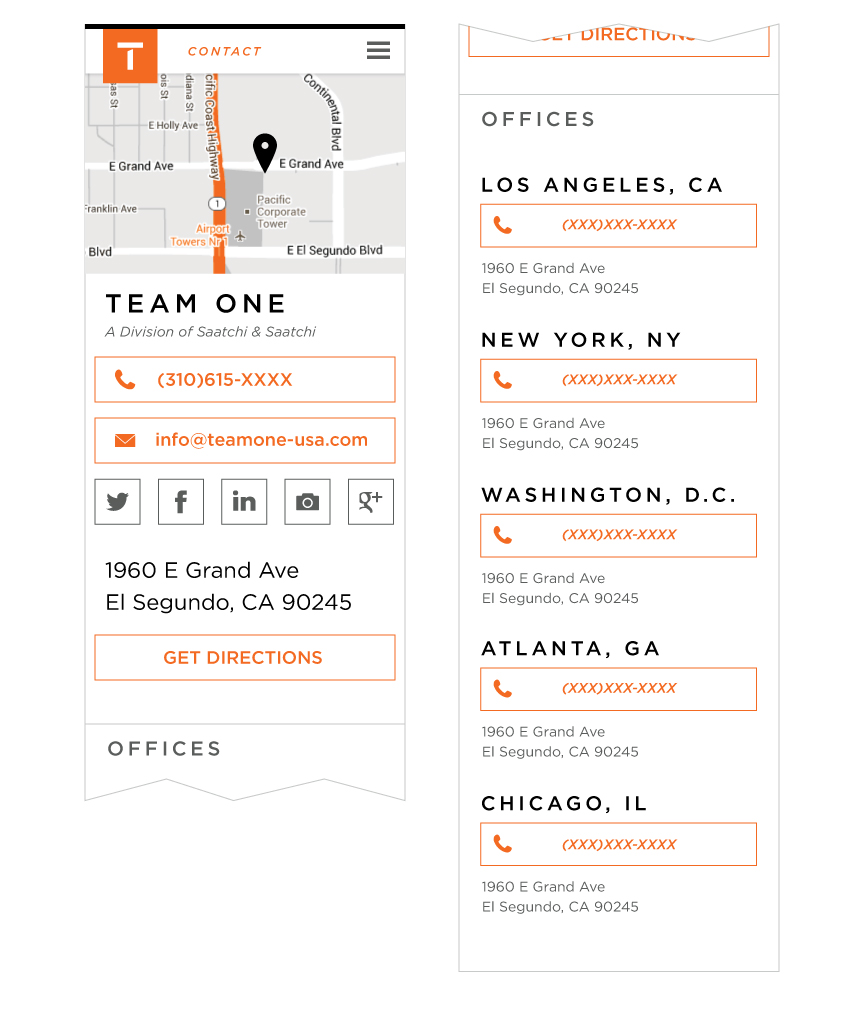 T
CONTACT
Continental Blvd
diana St
cific Coast Highway
E Holly Ave
E Grand Ave
E Grand Ave
Franklin Ave
1
Pacific
Corporate
Tower
Airport
Towers Nr 1
Blvd
E El Segundo Blvd
TEAM ONE
A Division of Saatchi & Saatchi
(310)615-XXXX
info@teamone-usa.com
f
in
g+
1960 E Grand Ave
El Segundo, CA 90245
GET DIRECTIONS
OFFICES
GET DIRECTIONS
OFFICES
LOS ANGELES, CA
(XXX)XXX-XXXX
1960 E Grand Ave
El Segundo, CA 90245
NEW YORK, NY
(XXX)XXX-XXXX
1960 E Grand Ave
El Segundo, CA 90245
WASHINGTON, D.C.
(XXX)XXX-XXXX
1960 E Grand Ave
El Segundo, CA 90245
ATLANTA, GA
(XXX)XXX-XXXX
1960 E Grand Ave
El Segundo, CA 90245
CHICAGO, IL
(XXX)XXX-XXXX
1960 E Grand Ave
El Segundo, CA 90245